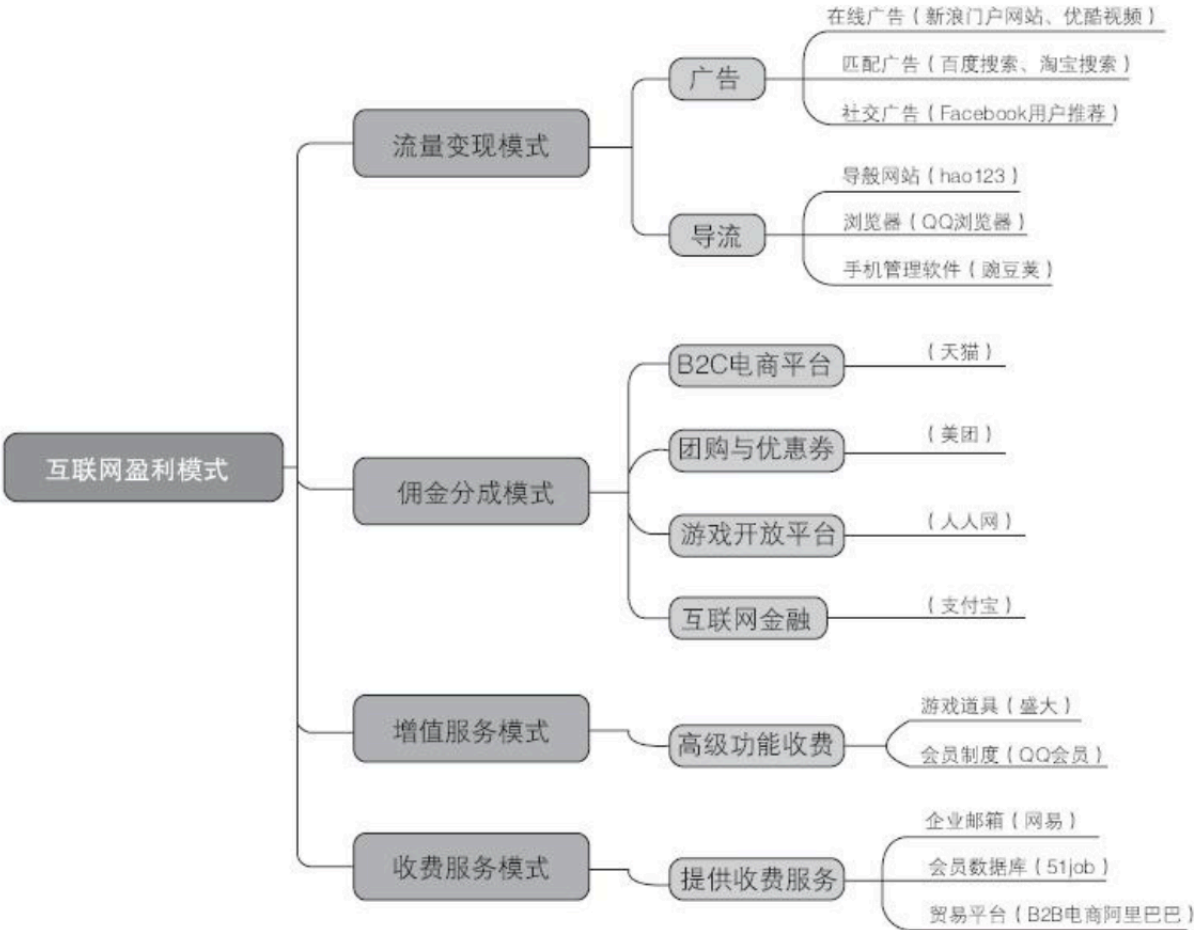 互联网盈利模式
流量变现模式
广告
在线广告（新浪门户网站、优酷视频）
匹配广告（百度搜索、淘宝搜索）
社交广告（Facebook用户推荐）
导流
导般网站（hao123）
浏览器（QQ浏览器）
手机管理软件（豌豆荚）
佣金分成模式
B2C电商平台
（天猫）
团购与优惠券
（美团）
游戏开放平台
（人人网）
互联网金融
（支付宝）
增值服务模式
高级功能收费
游戏道具（盛大）
会员制度（QQ会员）
收费服务模式
提供收费服务
企业邮箱（网易）
会员数据库（51job）
贸易平台（B2B电商阿里巴巴）